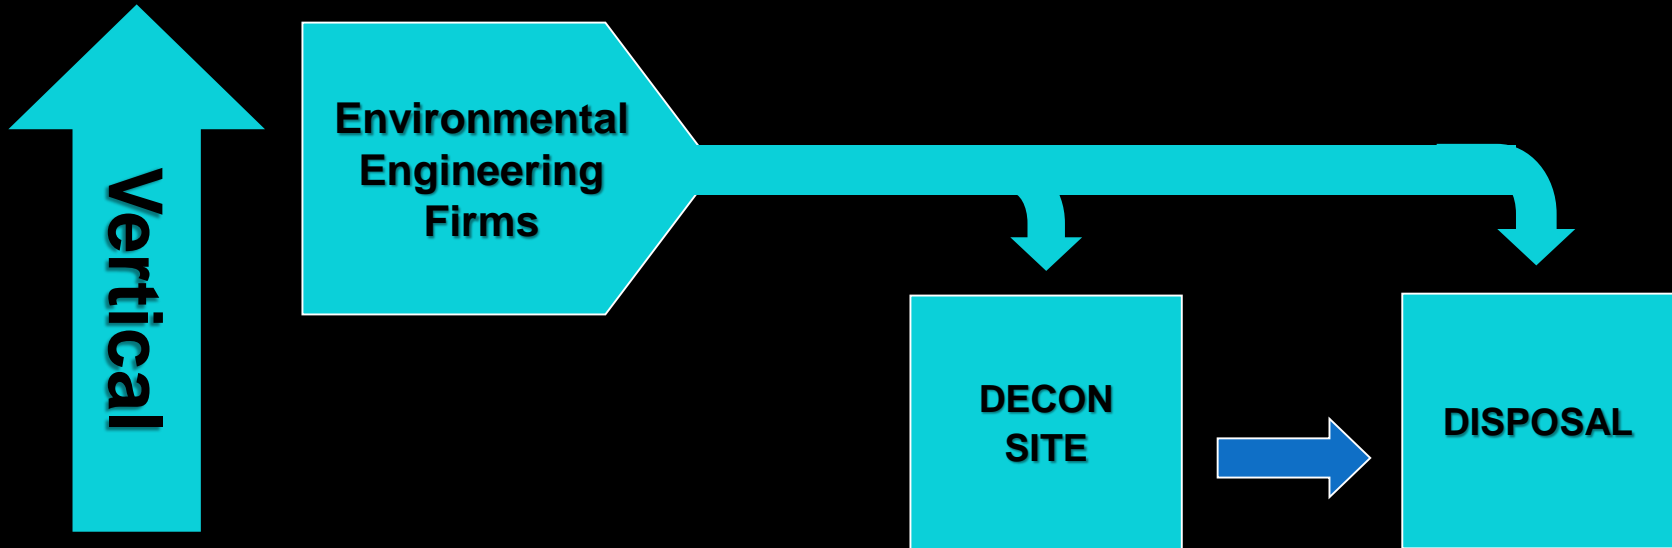 Vertical
Environmental
Engineering
Firms
DECON
SITE
DISPOSAL